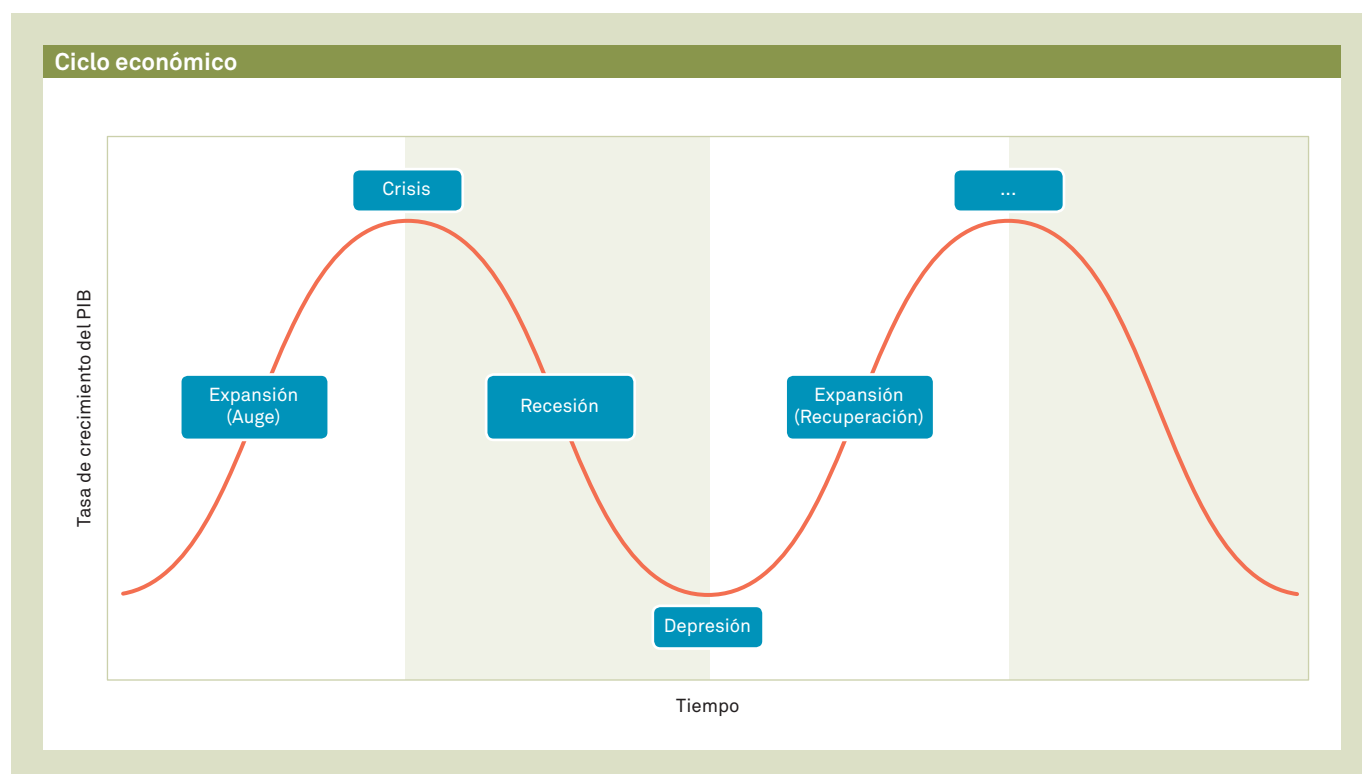 Ciclo económico
Crisis
...
Tasa de crecimiento del PIB
Expansión
(Auge)
Recesión
Expansión
(Recuperación)
Depresión
Tiempo